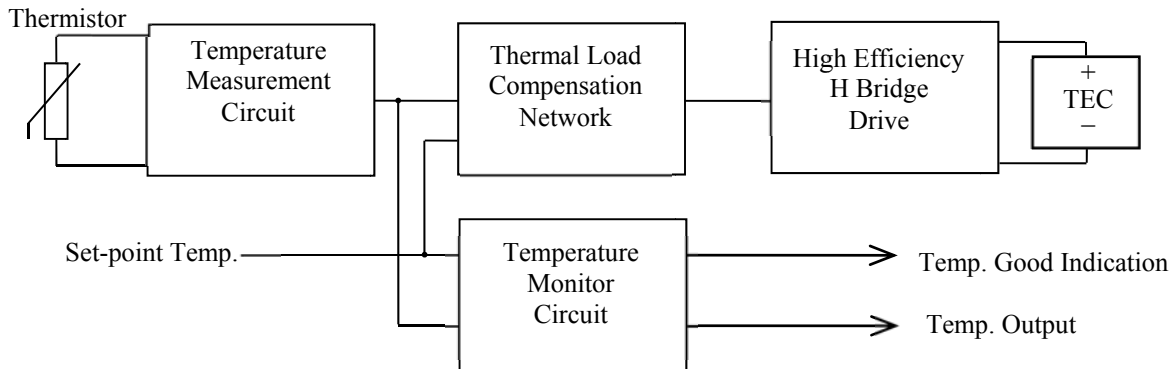 Thermistor
Temperature
Measurement
Circuit
Thermal Load
Compensation
Network
High Efficiency
H Bridge
Drive
+
TEC
−
Set-point Temp.
Temperature
Monitor
Circuit
Temp. Good Indication
Temp. Output